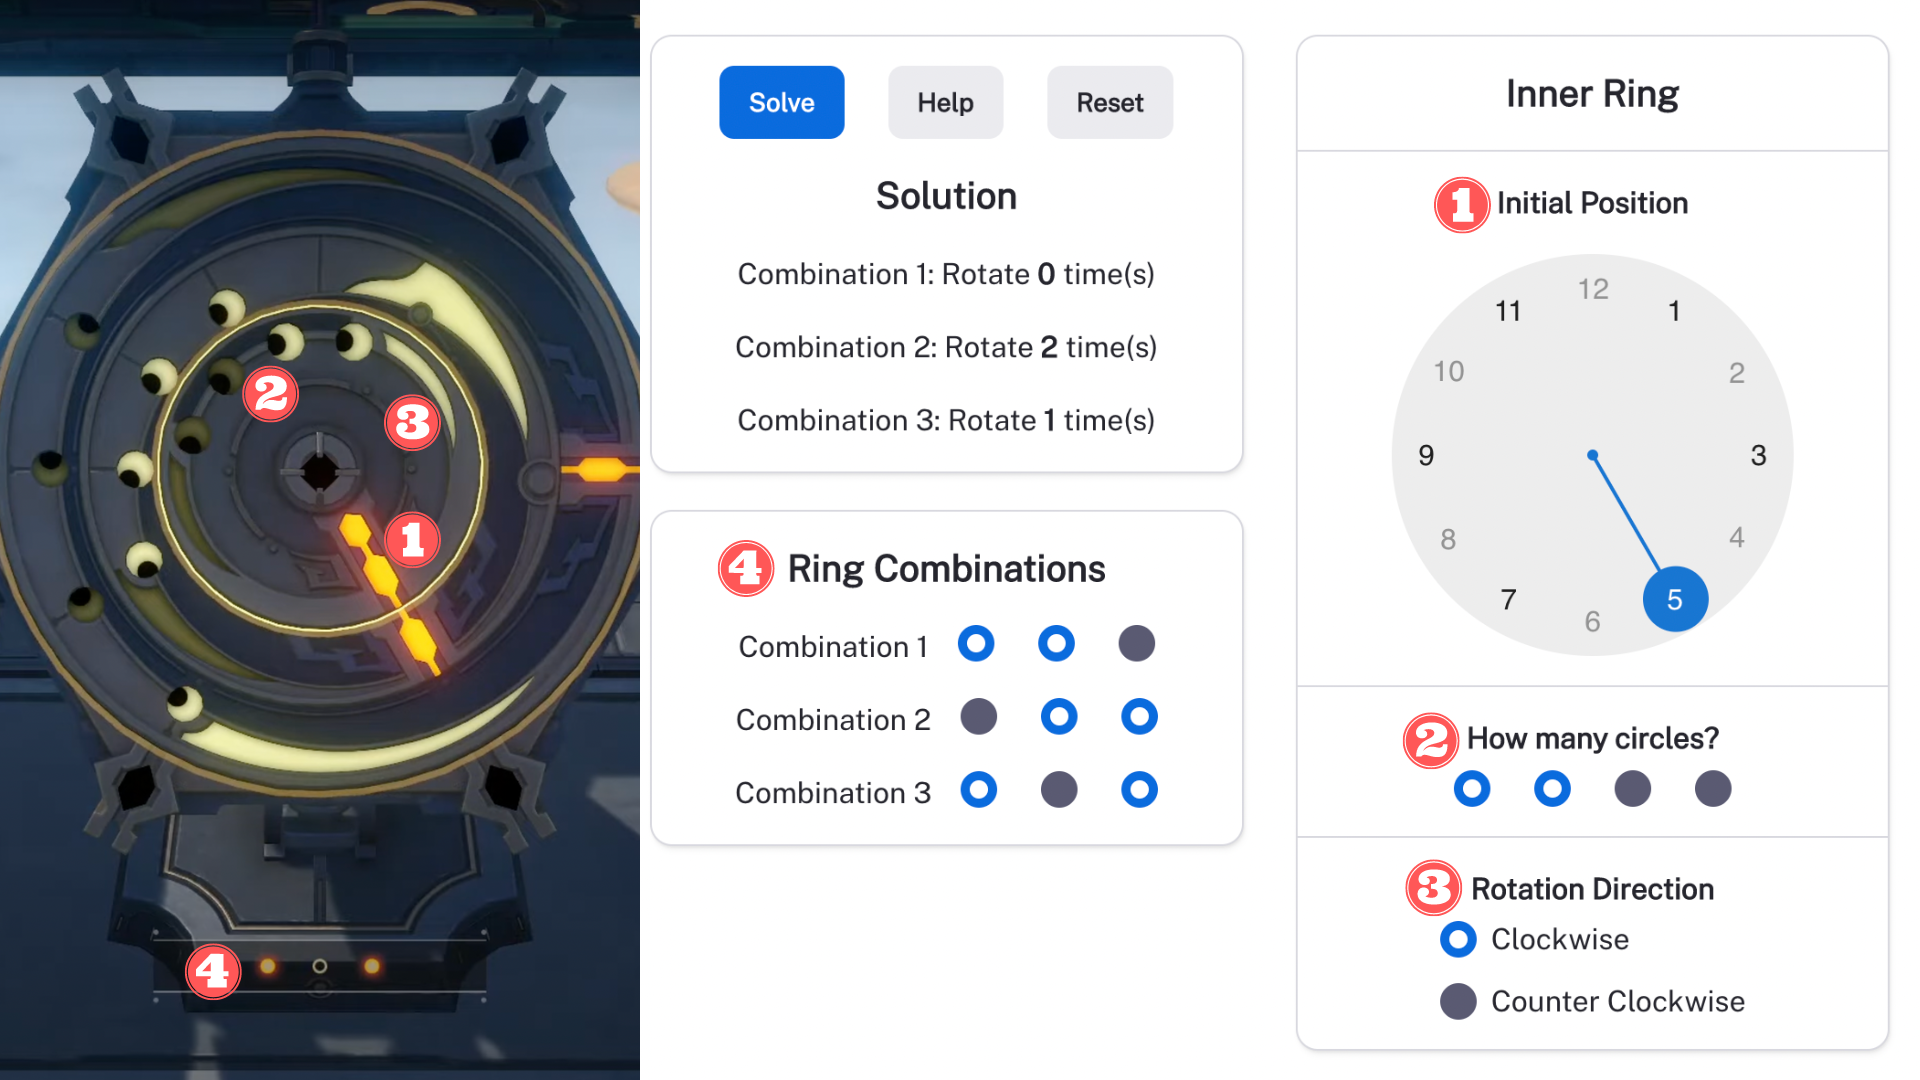 2
3
1
4
Solve Help Reset
Solution
Combination 1: Rotate 0 time(s)
Combination 2: Rotate 2 time(s)
Combination 3: Rotate 1 time(s)
4 Ring Combinations
Combination 1
Combination 2
Combination 3
Inner Ring
1 Initial Position
12
11 1
10 2
9 3
8 4
7 5
6
2 How many circles?
3 Rotation Direction
Clockwise
Counter Clockwise